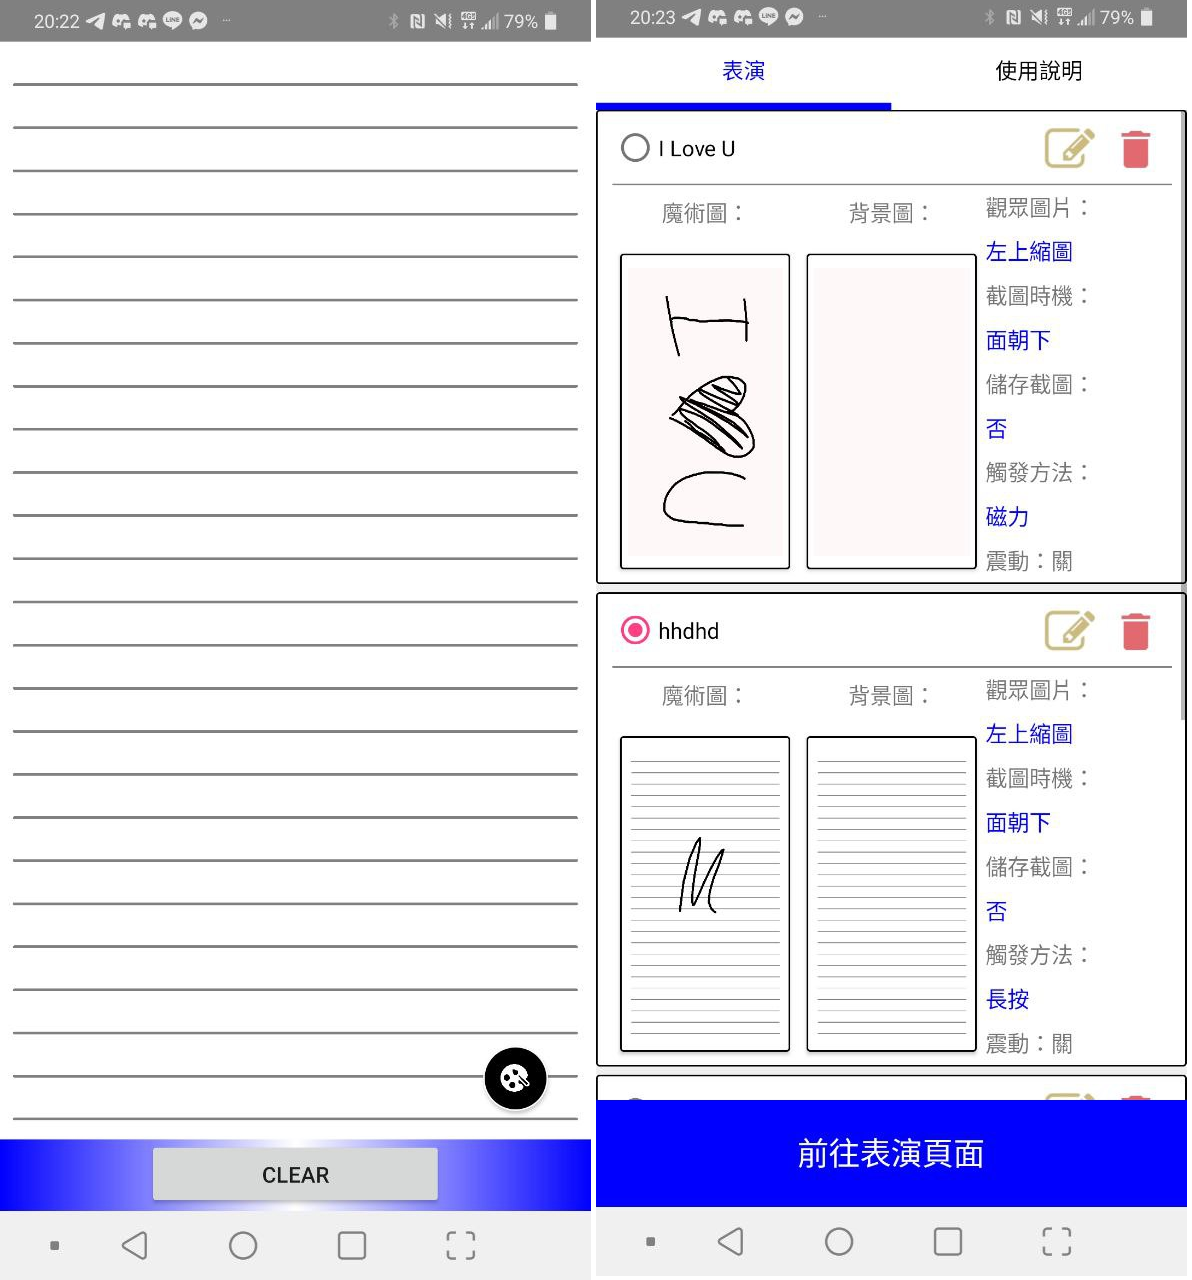 20:22
79%
CLEAR
20:23
79%
表演
使用說明
I Love U
魔術圖：
背景圖：
觀眾圖片：
左上縮圖
截圖時機：
面朝下
儲存截圖：
否
觸發方法：
磁力
震動：關
I
U
hhdhd
魔術圖：
背景圖：
觀眾圖片：
左上縮圖
截圖時機：
面朝下
儲存截圖：
否
觸發方法：
長按
震動：關
M
前往表演頁面